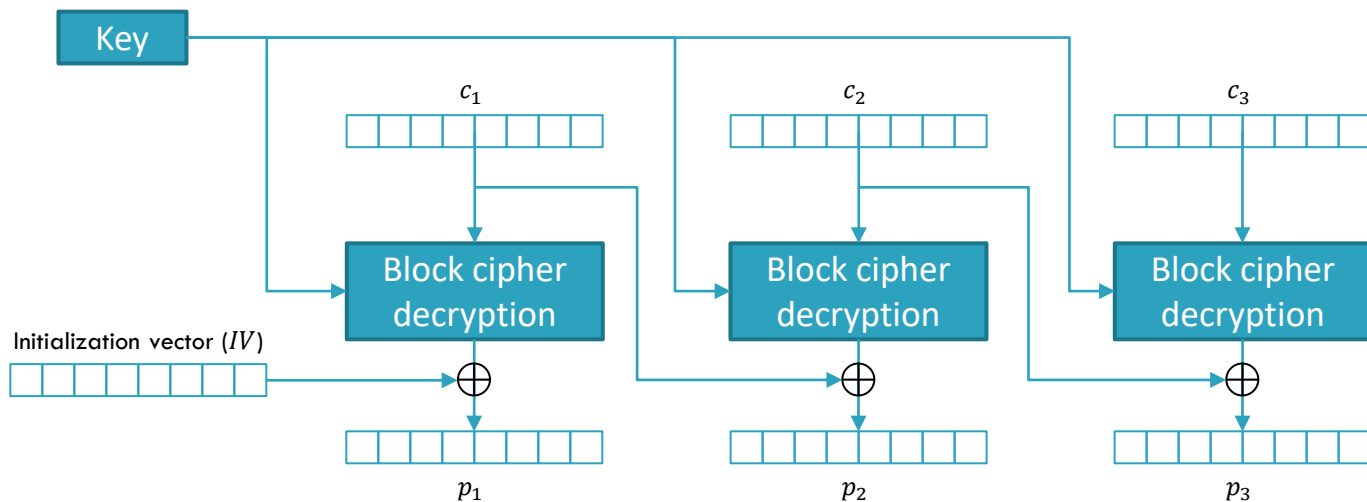 Key
c₁
c₂
c₃
Block cipher
decryption
Block cipher
decryption
Block cipher
decryption
Initialization vector (IV)
p₁
p₂
p₃